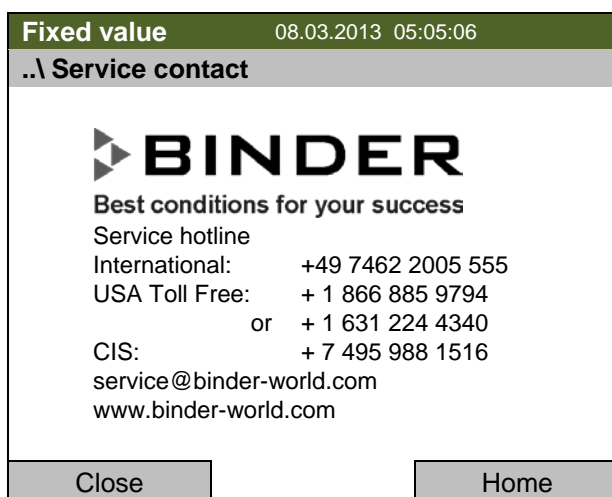 Fixed value 08.03.2013 05:05:06
..\ Service contact
BINDER
Best conditions for your success
Service hotline
International: +49 7462 2005 555
USA Toll Free: + 1 866 885 9794
or + 1 631 224 4340
CIS: + 7 495 988 1516
service@binder-world.com
www.binder-world.com
Close Home